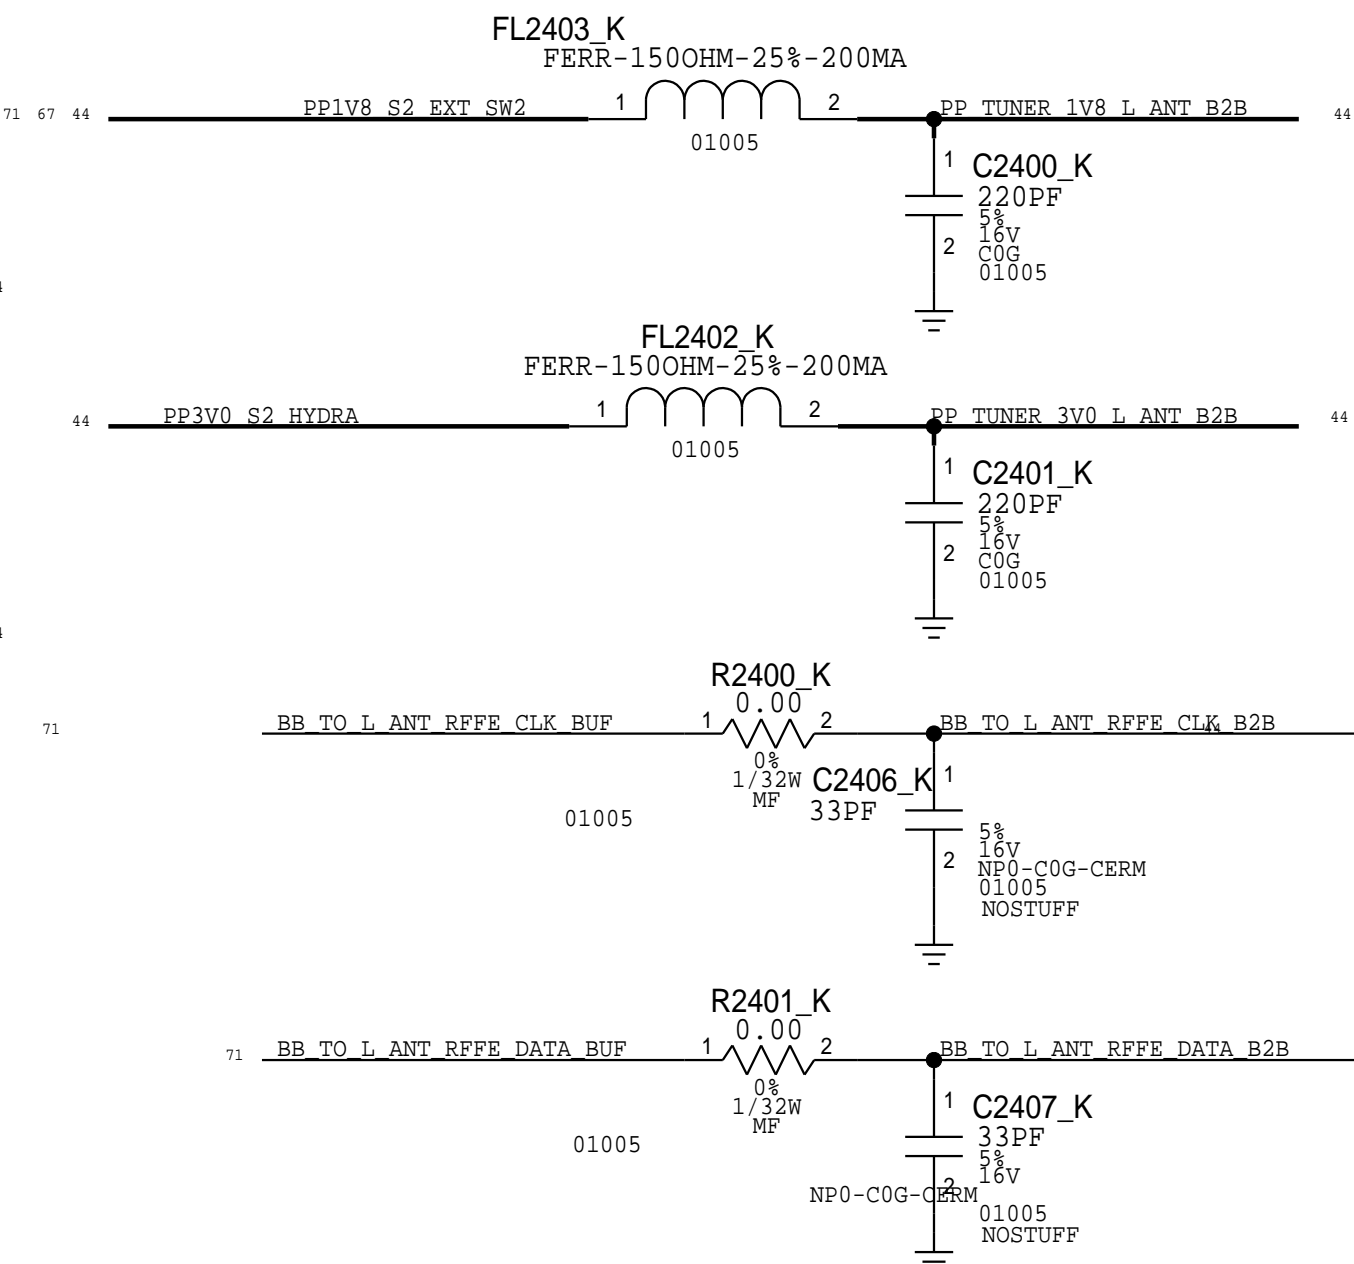 FL2403_K
FERR-150OHM-25%-200MA
71 67 44 PP1V8_S2_EXT_SW2 1 2 PP_TUNER_1V8_L_ANT_B2B 44
01005
1 C2400_K
220PF
5%
16V
2 C0G
01005
4
FL2402_K
FERR-150OHM-25%-200MA
44 PP3V0_S2_HYDRA 1 2 PP_TUNER_3V0_L_ANT_B2B 44
01005
1 C2401_K
220PF
5%
16V
2 C0G
01005
4
R2400_K
0.00
71 BB_TO_L_ANT_RFFE_CLK_BUF 1 2 BB_TO_L_ANT_RFFE_CLK_B2B 44
0%
1/32W
MF
01005
C2406_K 1
33PF
5%
16V
2 NP0-C0G-CERM
01005
NOSTUFF
R2401_K
0.00
71 BB_TO_L_ANT_RFFE_DATA_BUF 1 2 BB_TO_L_ANT_RFFE_DATA_B2B
0%
1/32W
MF
01005
1 C2407_K
33PF
5%
16V
2
NP0-C0G-CERM
01005
NOSTUFF